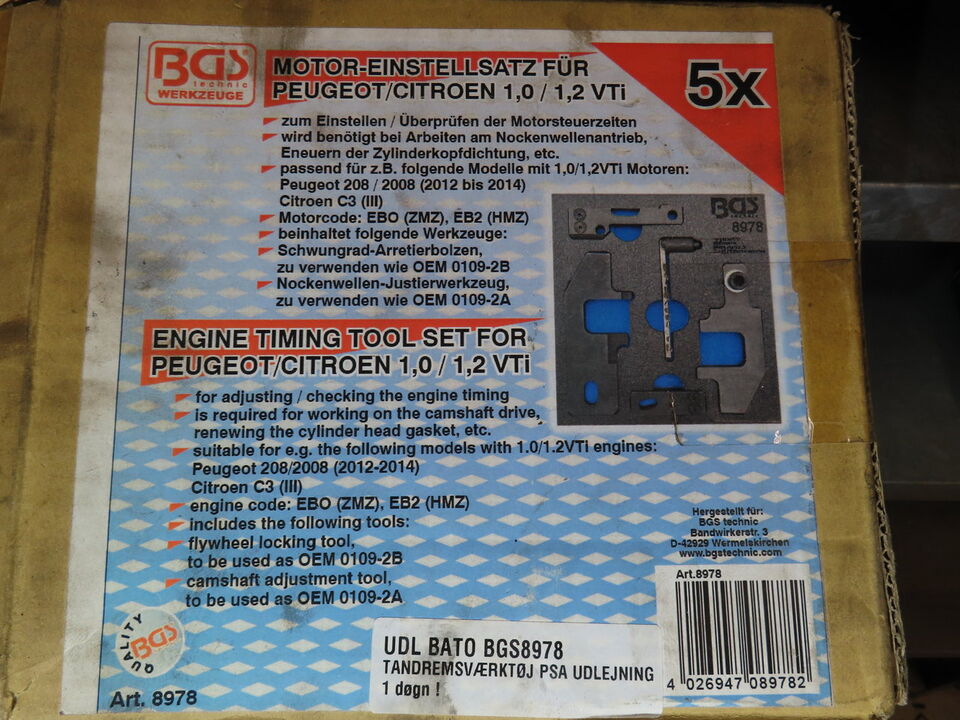 BGS
technic
WERKZEUGE
MOTOR-EINSTELLSATZ FÜR
PEUGEOT/CITROEN 1,0 / 1,2 VTi
5x
zum Einstellen / Überprüfen der Motorsteuerzeiten
wird benötigt bei Arbeiten am Nockenwellenantrieb,
Eneuern der Zylinderkopfdichtung, etc.
passend für z.B. folgende Modelle mit 1,0/1,2VTi Motoren:
Peugeot 208 / 2008 (2012 bis 2014)
Citroen C3 (III)
Motorcode: EBO (ZMZ), EB2 (HMZ)
beinhaltet folgende Werkzeuge:
Schwungrad-Arretierbolzen,
zu verwenden wie OEM 0109-2B
Nockenwellen-Justierwerkzeug,
zu verwenden wie OEM 0109-2A
BGS
technic
8978
ENGINE TIMING TOOL SET FOR
PEUGEOT/CITROEN 1,0 / 1,2 VTi
for adjusting / checking the engine timing
is required for working on the camshaft drive,
renewing the cylinder head gasket, etc.
suitable for e.g. the following models with 1.0/1.2VTi engines:
Peugeot 208/2008 (2012-2014)
Citroen C3 (III)
engine code: EBO (ZMZ), EB2 (HMZ)
includes the following tools:
flywheel locking tool,
to be used as OEM 0109-2B
camshaft adjustment tool,
to be used as OEM 0109-2A
Hergestellt für:
BGS technic
Bandwirkerstr. 3
D-42929 Wermelskirchen
www.bgstechnic.com
Art.8978
4 026947 089782
QUALITY
BGS
Art. 8978
UDL BATO BGS8978
TANDREMSVÆRKTØJ PSA UDLEJNING
1 døgn !